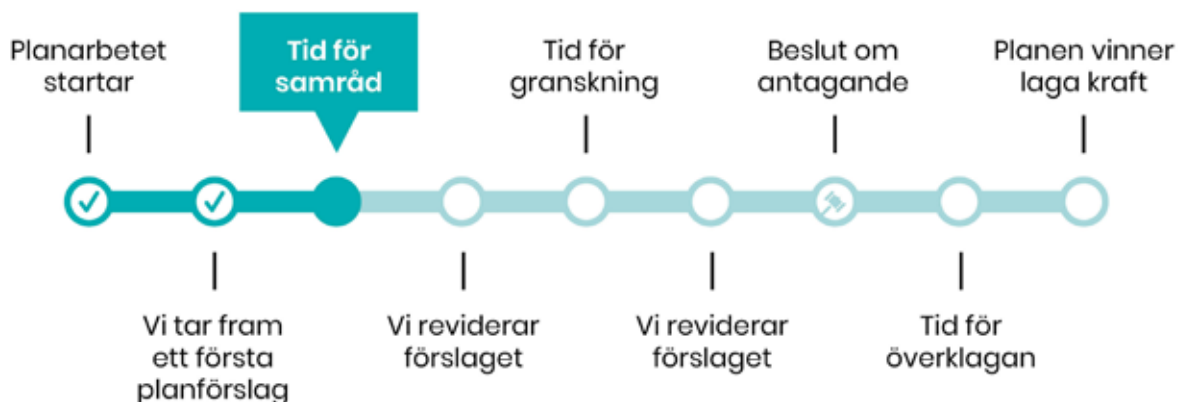 Planarbetet
startar
Vi tar fram
ett första
planförslag
Tid för
samråd
Vi reviderar
förslaget
Tid för
granskning
Vi reviderar
förslaget
Beslut om
antagande
Tid för
överklagan
Planen vinner
laga kraft